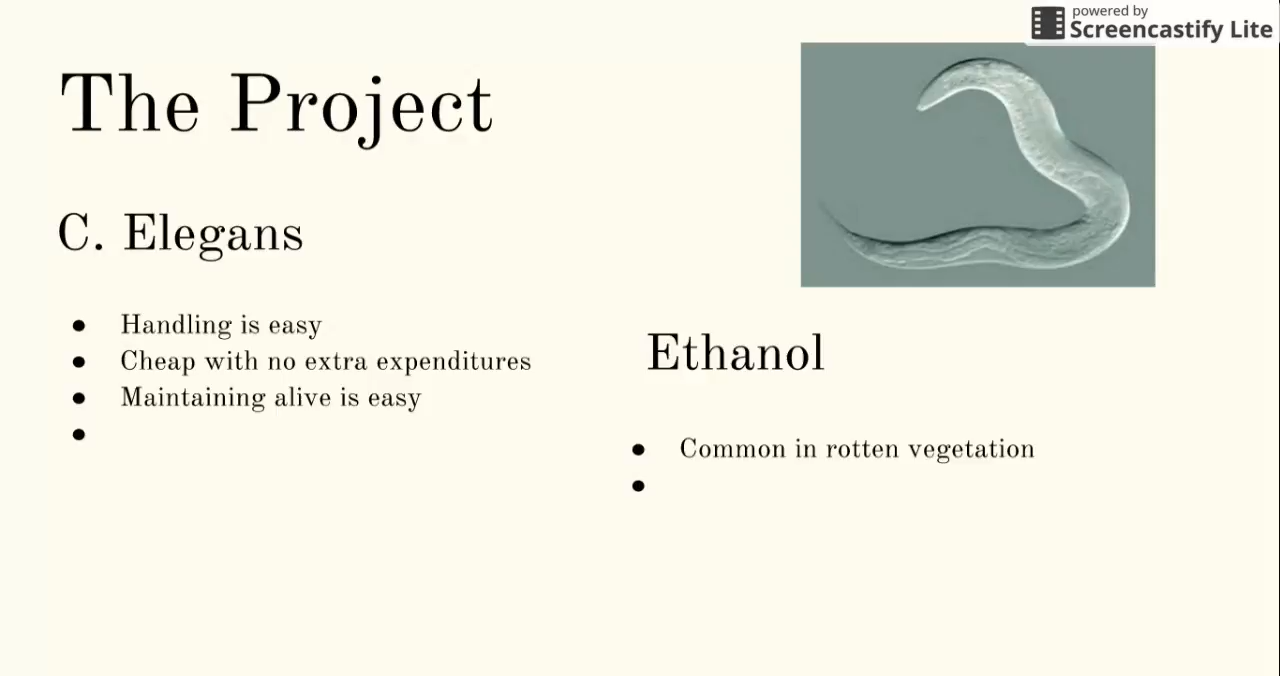 powered by
Screencastify Lite
The Project
C. Elegans
● Handling is easy
● Cheap with no extra expenditures
● Maintaining alive is easy
●
Ethanol
● Common in rotten vegetation
●